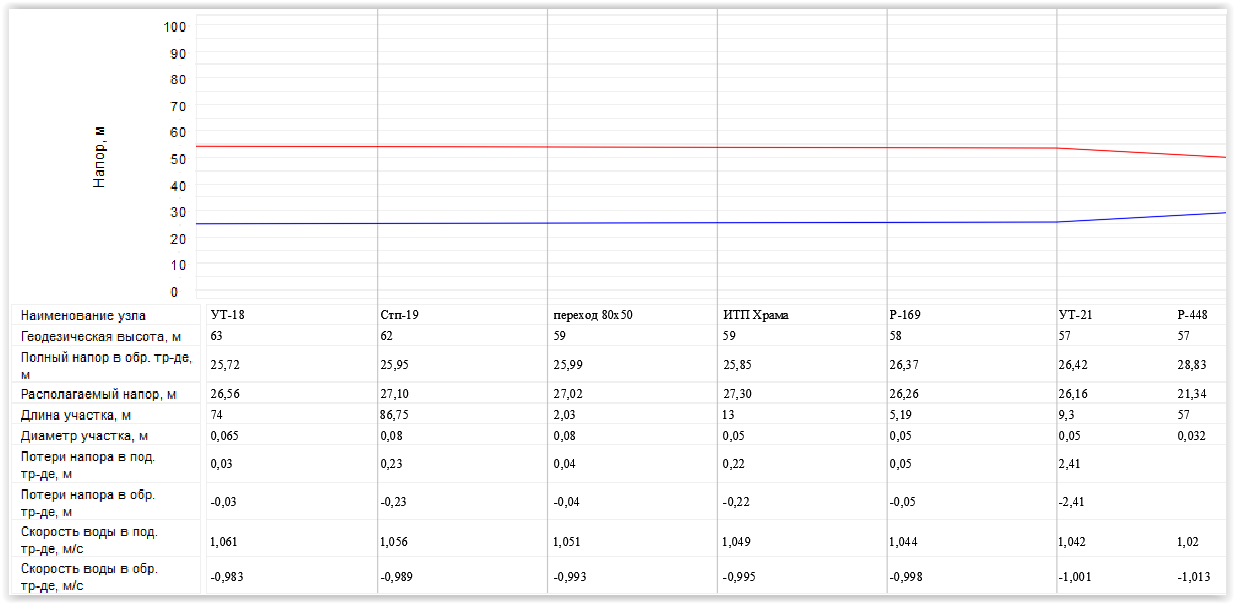 100
90
80
70
60
50
40
30
20
10
0
Напор, м
Наименование узла УТ-18 Стп-19 переход 80х50 ИТП Храма Р-169 УТ-21 Р-448
Геодезическая высота, м 63 62 59 59 58 57 57
Полный напор в обр. тр-де,
м 25,72 25,95 25,99 25,85 26,37 26,42 28,83
Располагаемый напор, м 26,56 27,10 27,02 27,30 26,26 26,16 21,34
Длина участка, м 74 86,75 2,03 13 5,19 9,3 57
Диаметр участка, м 0,065 0,08 0,08 0,05 0,05 0,05 0,032
Потери напора в под.
тр-де, м 0,03 0,23 0,04 0,22 0,05 2,41
Потери напора в обр.
тр-де, м -0,03 -0,23 -0,04 -0,22 -0,05 -2,41
Скорость воды в под.
тр-де, м/с 1,061 1,056 1,051 1,049 1,044 1,042 1,02
Скорость воды в обр.
тр-де, м/с -0,983 -0,989 -0,993 -0,995 -0,998 -1,001 -1,013